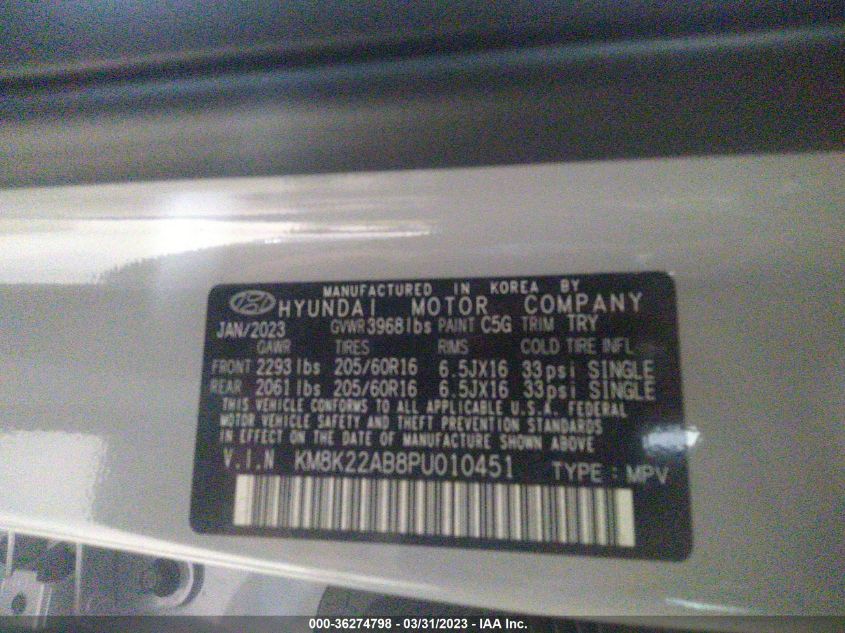 MANUFACTURED IN KOREA BY
HYUNDAI MOTOR COMPANY
JAN/2023 GVWR 3968 lbs PAINT C5G TRIM TRY
GAWR TIRES RIMS COLD TIRE INFL
FRONT 2293 lbs 205/60R16 6.5JX16 33psi SINGLE
REAR 2061 lbs 205/60R16 6.5JX16 33psi SINGLE
THIS VEHICLE CONFORMS TO ALL APPLICABLE U.S.A. FEDERAL
MOTOR VEHICLE SAFETY AND THEFT PREVENTION STANDARDS
IN EFFECT ON THE DATE OF MANUFACTURE SHOWN ABOVE
V.I.N KM8K22AB8PU010451 TYPE : MPV
000-36274798 - 03/31/2023 - IAA Inc.